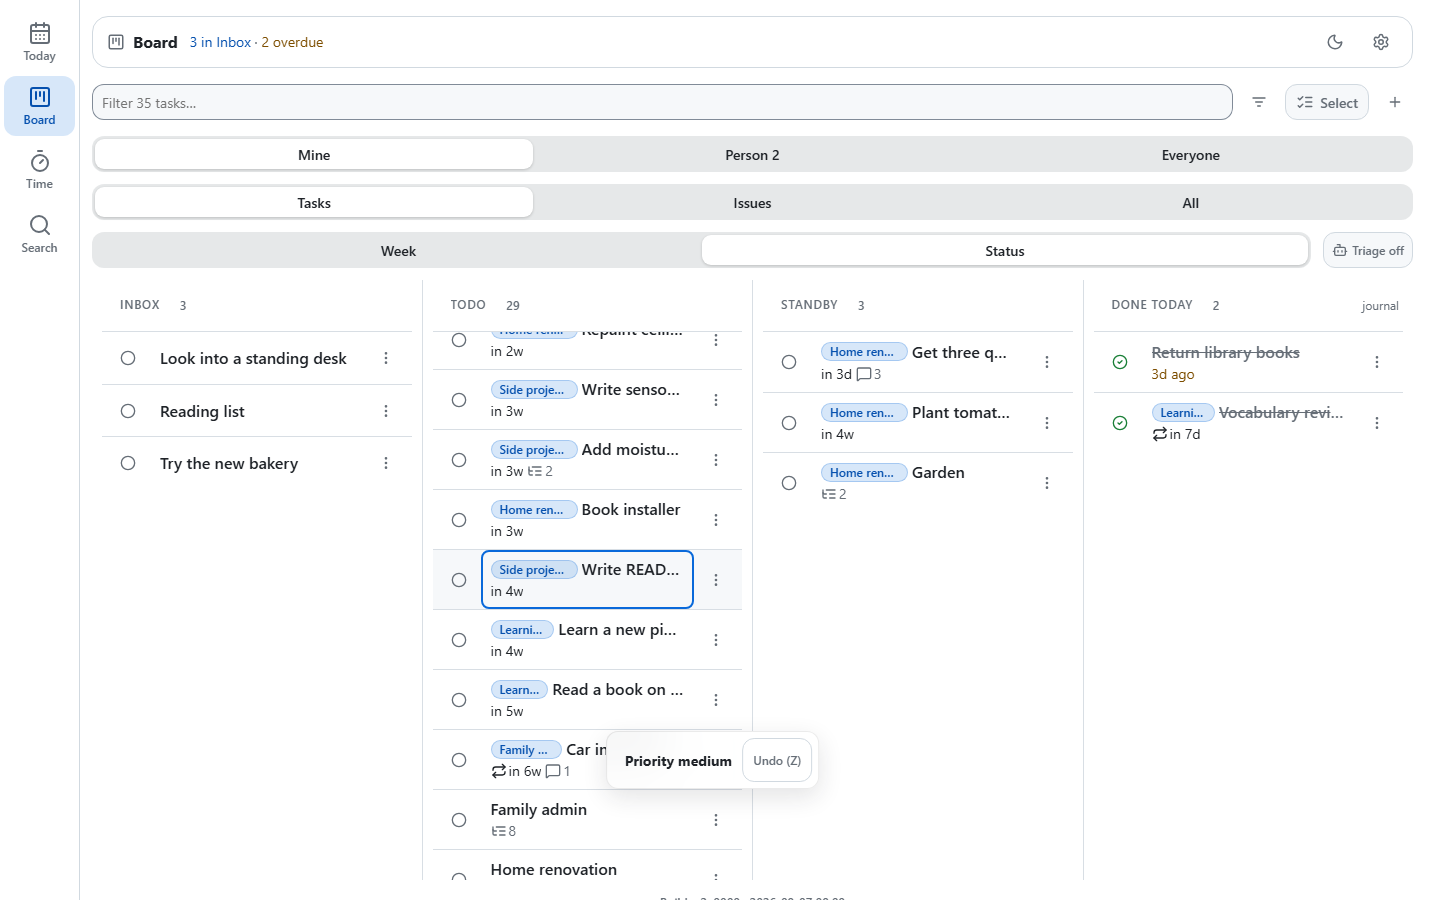 Today
Board
Time
Search
Board 3 in Inbox · 2 overdue
Filter 35 tasks...
Select
Mine Person 2 Everyone
Tasks Issues All
Week Status Triage off
INBOX 3
Look into a standing desk
Reading list
Try the new bakery
TODO 29
in 2w
Side proje... Write senso...
in 3w
Side proje... Add moistu...
in 3w 2
Home ren... Book installer
in 3w
Side proje... Write READ...
in 4w
Learni... Learn a new pi...
in 4w
Learn... Read a book on ...
in 5w
Family ... Car in
in 6w 1
Family admin
8
Home renovation
STANDBY 3
Home ren... Get three q...
in 3d 3
Home ren... Plant tomat...
in 4w
Home ren... Garden
2
DONE TODAY 2 journal
Return library books
3d ago
Learni... Vocabulary revi...
in 7d
Priority medium Undo (Z)